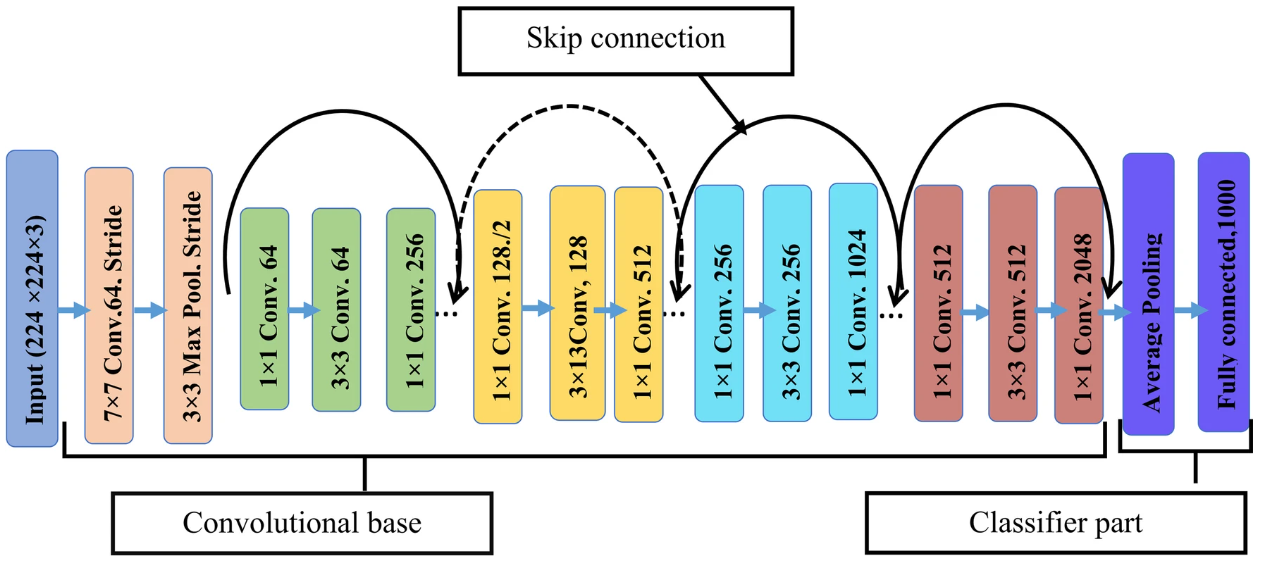 Skip connection
Input (224 ×224×3)
7×7 Conv.64. Stride
3×3 Max Pool. Stride
1×1 Conv. 64
3×3 Conv. 64
1×1 Conv. 256
...
1×1 Conv. 128./2
3×13Conv, 128
1×1 Conv. 512
...
1×1 Conv. 256
3×3 Conv. 256
1×1 Conv. 1024
...
1×1 Conv. 512
3×3 Conv. 512
1×1 Conv. 2048
Average Pooling
Fully connected,1000
Convolutional base
Classifier part